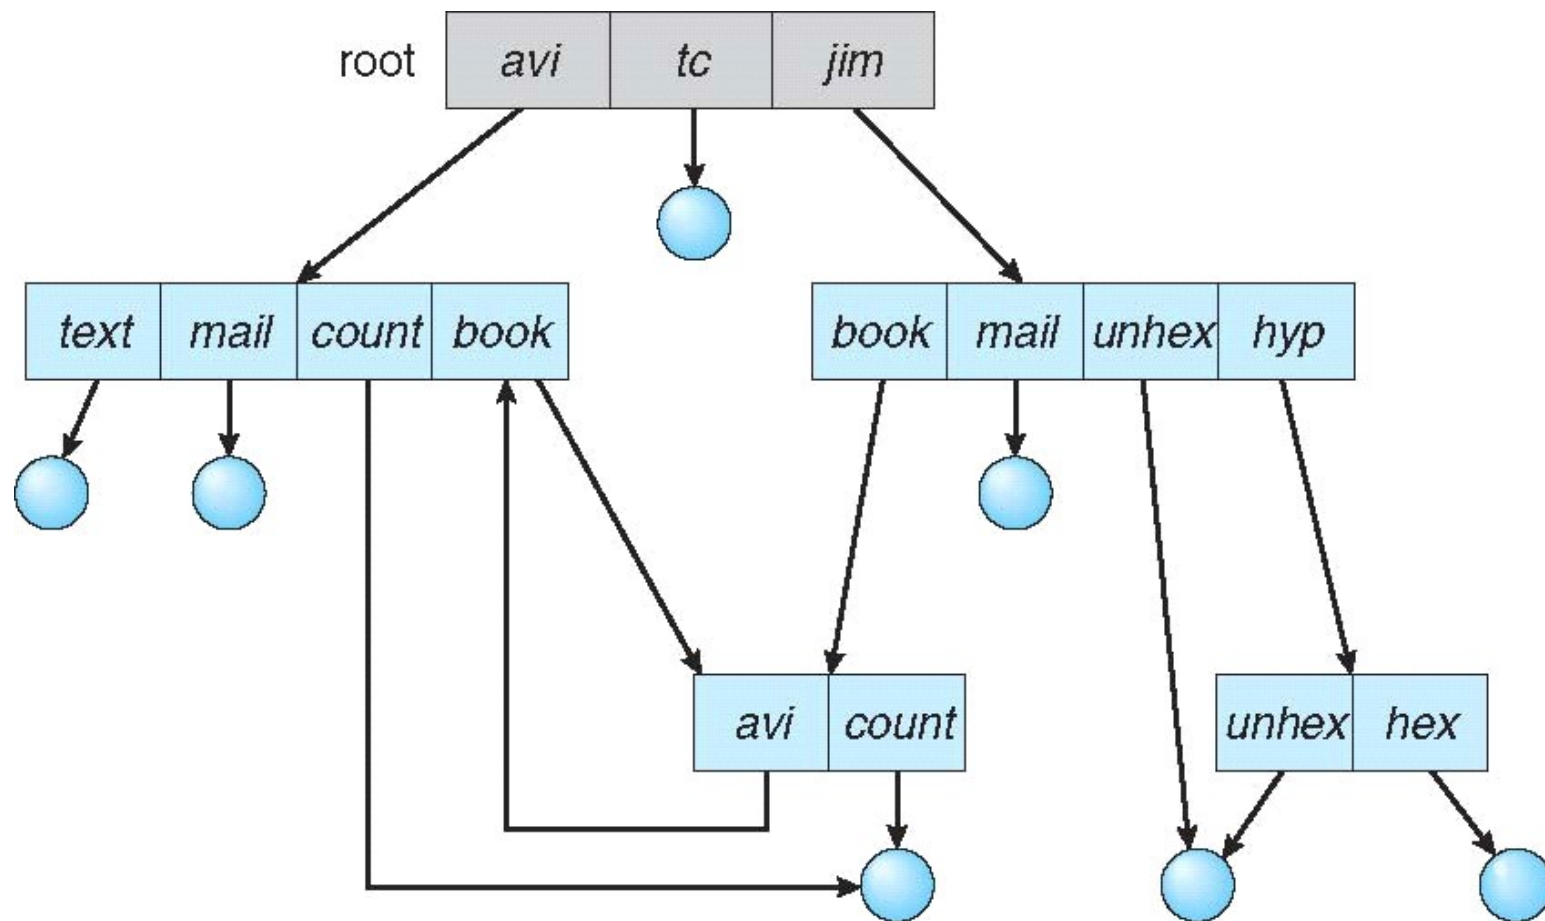 root avi tc jim
text mail count book book mail unhex hyp
avi count unhex hex